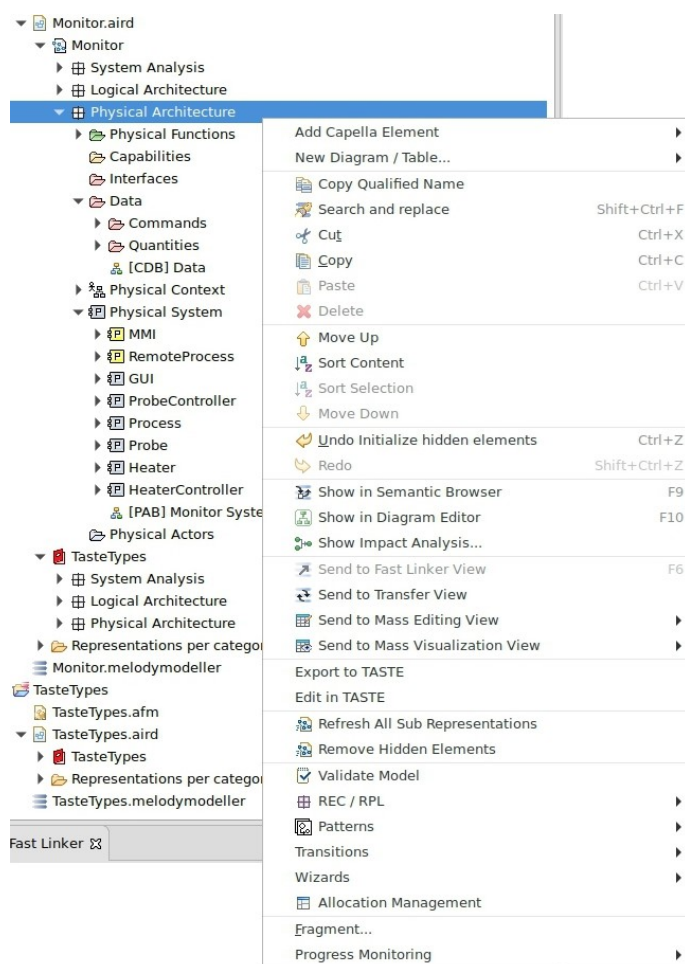 Monitor.aird
Monitor
System Analysis
Logical Architecture
Physical Architecture
Physical Functions
Capabilities
Interfaces
Data
Commands
Quantities
[CDB] Data
Physical Context
Physical System
MMI
RemoteProcess
GUI
ProbeController
Process
Probe
Heater
HeaterController
[PAB] Monitor Syste
Physical Actors
TasteTypes
System Analysis
Logical Architecture
Physical Architecture
Representations per catego
Monitor.melodymodeller
TasteTypes
TasteTypes.afm
TasteTypes.aird
TasteTypes
Representations per catego
TasteTypes.melodymodeller
Fast Linker
Add Capella Element
New Diagram / Table...
Copy Qualified Name
Search and replace Shift+Ctrl+F
Cut Ctrl+X
Copy Ctrl+C
Paste Ctrl+V
Delete
Move Up
Sort Content
Sort Selection
Move Down
Undo Initialize hidden elements Ctrl+Z
Redo Shift+Ctrl+Z
Show in Semantic Browser F9
Show in Diagram Editor F10
Show Impact Analysis...
Send to Fast Linker View F6
Send to Transfer View
Send to Mass Editing View
Send to Mass Visualization View
Export to TASTE
Edit in TASTE
Refresh All Sub Representations
Remove Hidden Elements
Validate Model
REC / RPL
Patterns
Transitions
Wizards
Allocation Management
Fragment...
Progress Monitoring